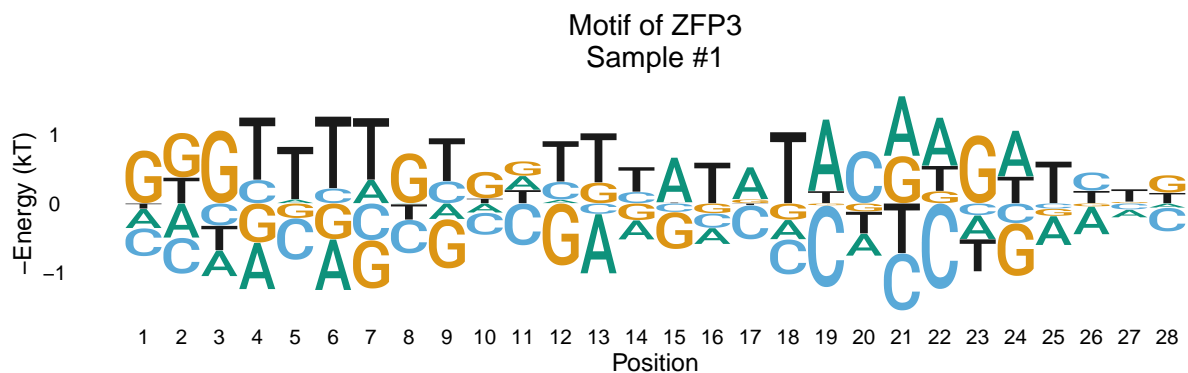 Motif of ZFP3
Sample #1
−Energy (kT)
1
0
−1
1 2 3 4 5 6 7 8 9 10 11 12 13 14 15 16 17 18 19 20 21 22 23 24 25 26 27 28
Position